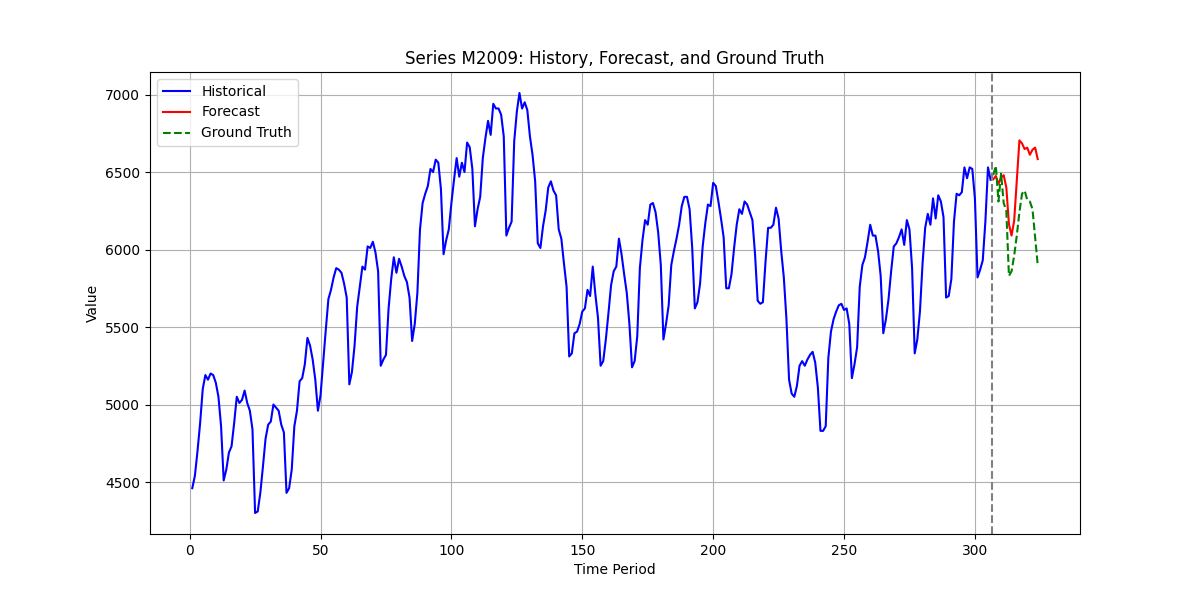 Series M2009: History, Forecast, and Ground Truth
Historical
Forecast
Ground Truth
7000
6500
6000
5500
5000
4500
Value
0 50 100 150 200 250 300
Time Period